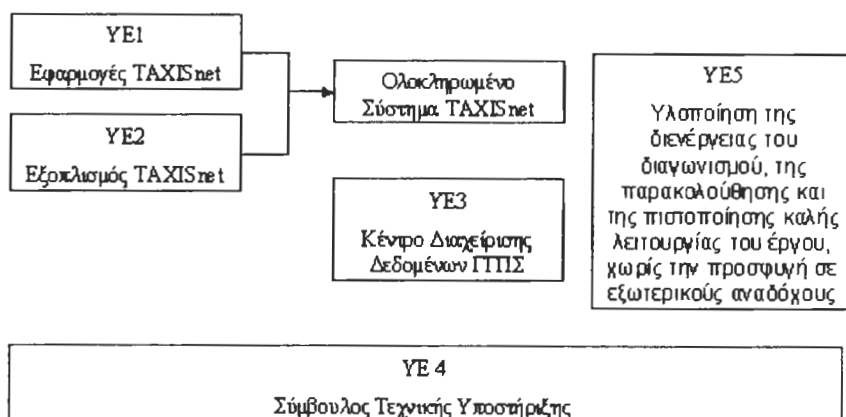 ΥΕ1
Εφαρμογές TAXISnet
ΥΕ2
Εξοπλισμός TAXISnet
Ολοκληρωμένο
Σύστημα TAXISnet
ΥΕ3
Κέντρο Διαχείρισης
Δεδομένων ΓΓΠΣ
ΥΕ5
Υλοποίηση της
διενέργειας του
διαγωνισμού, της
παρακολούθησης και
της πιστοποίησης καλής
λειτουργίας του έργου,
χωρίς την προσφυγή σε
εξωτερικούς αναδόχους
ΥΕ 4
Σύμβουλος Τεχνικής Υποστήριξης